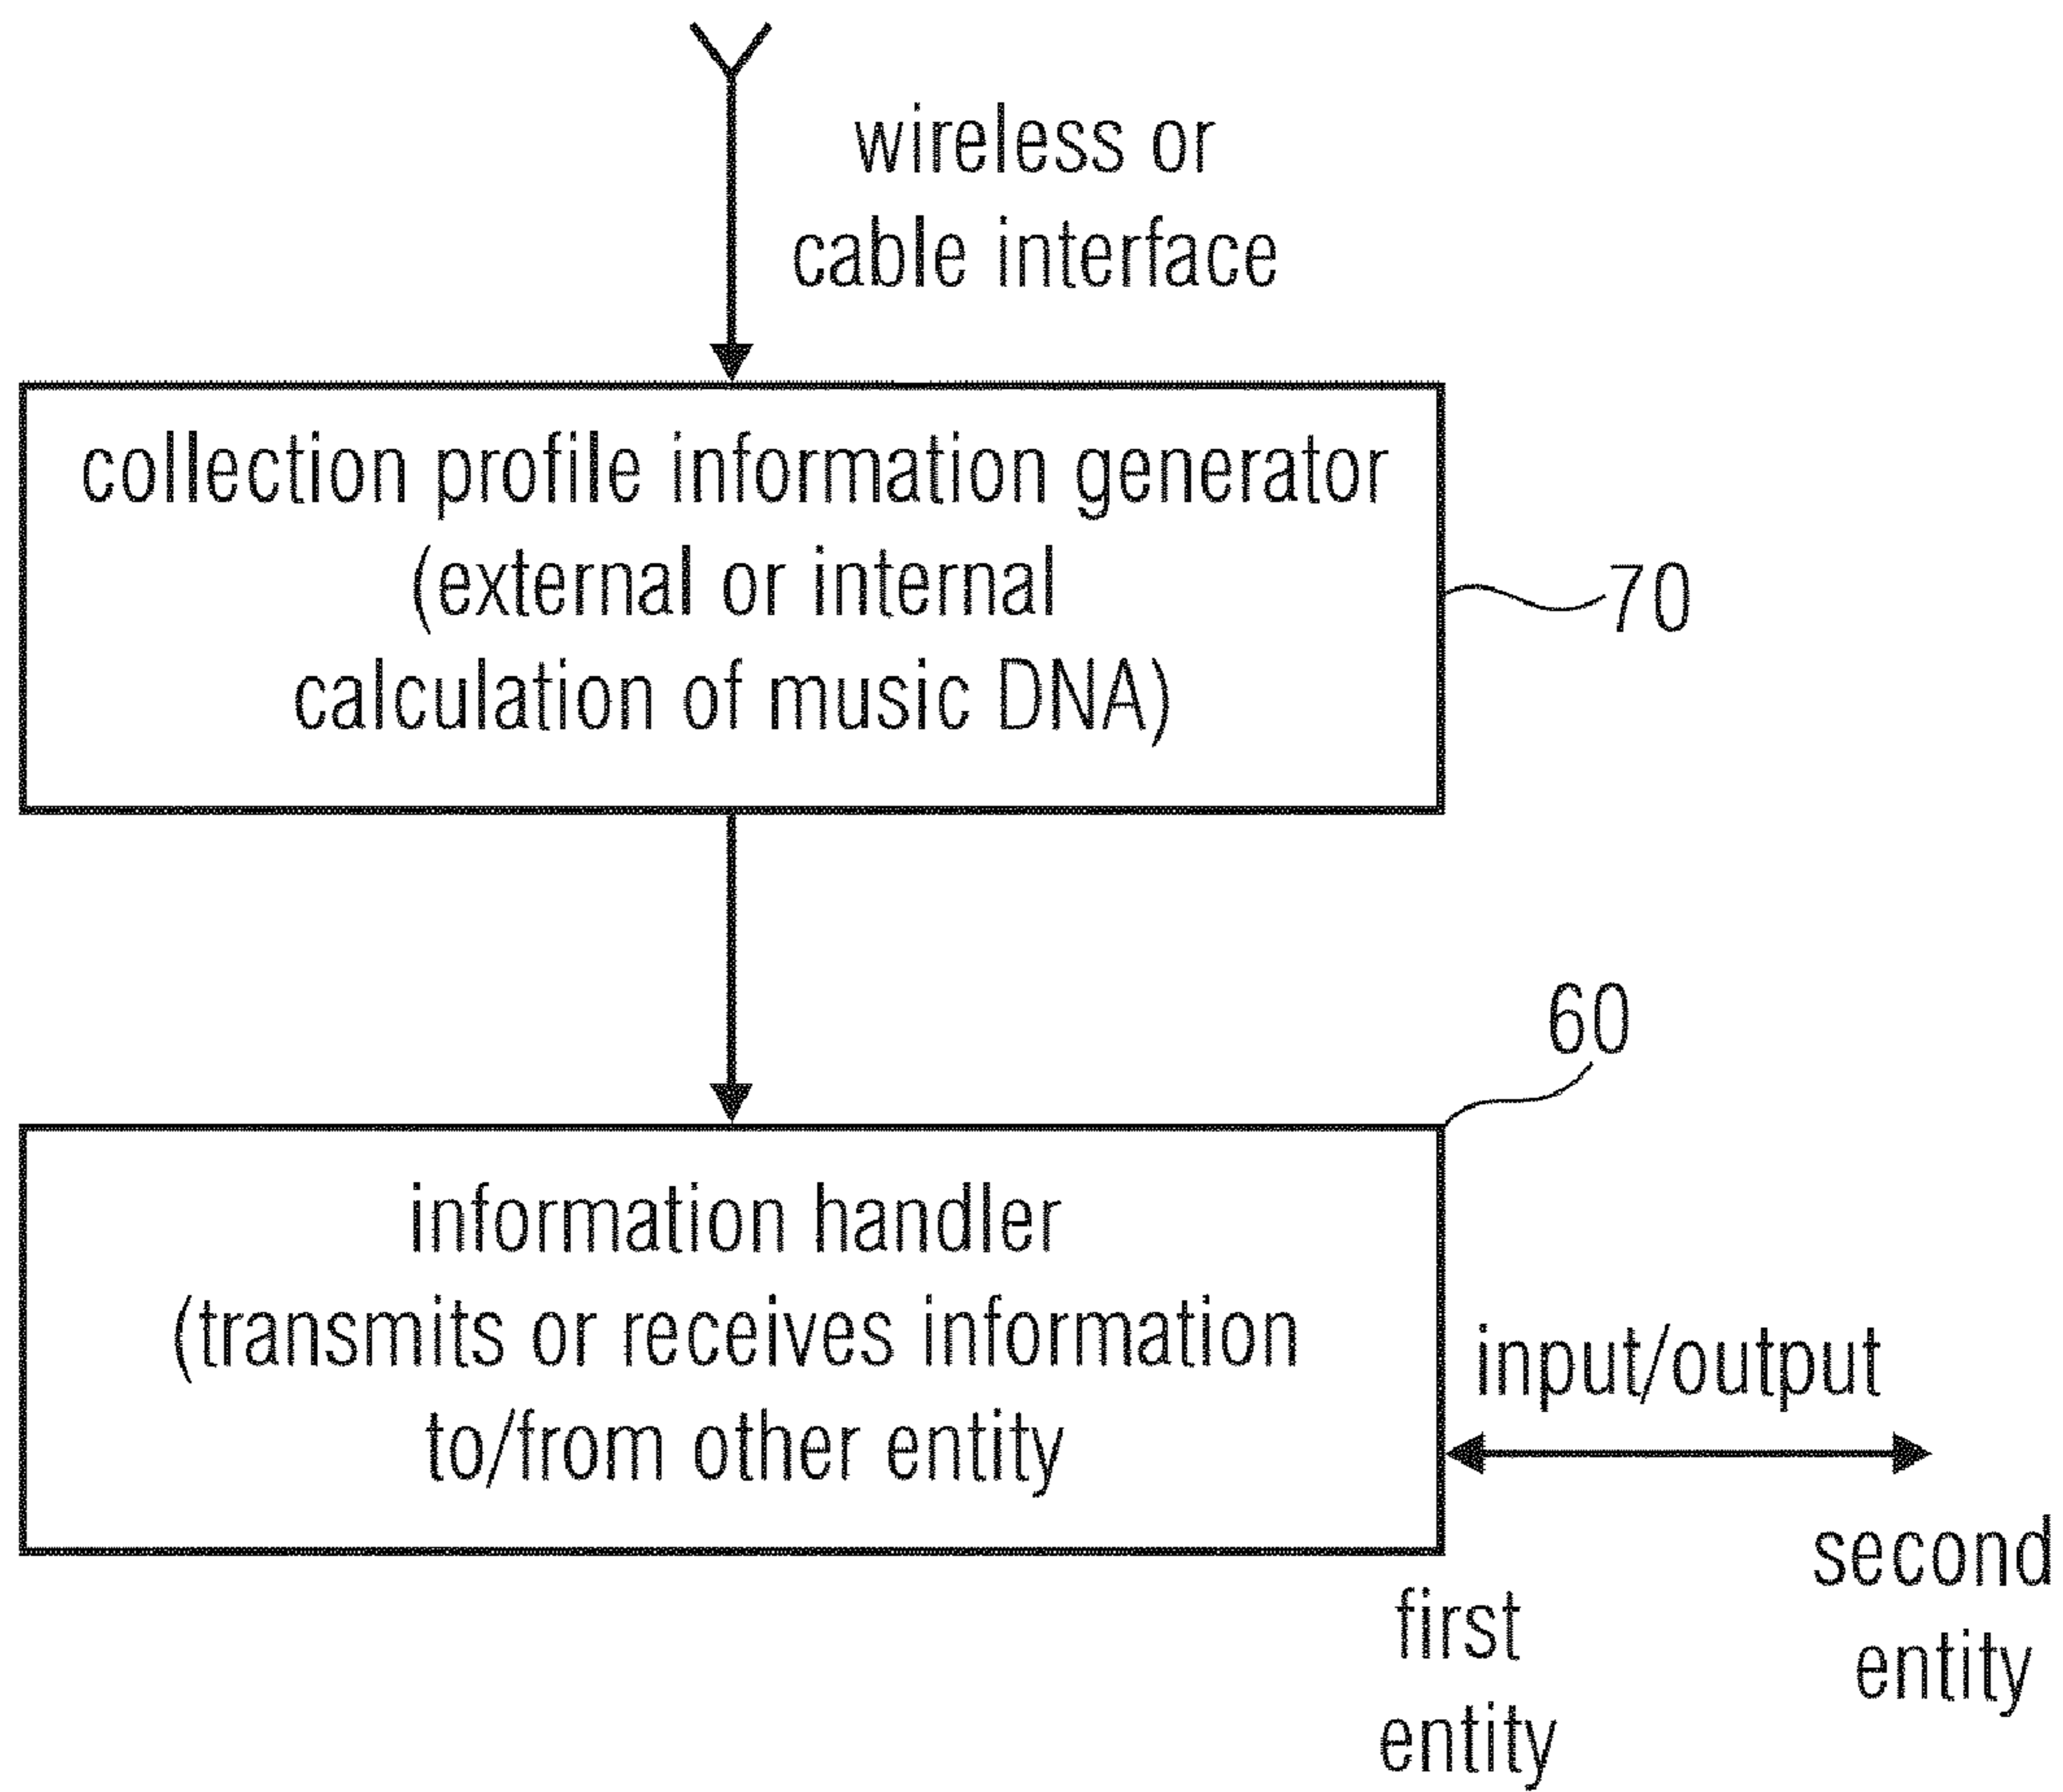 wireless or
cable interface
collection profile information generator
(external or internal
calculation of music DNA)
70
60
information handler
(transmits or receives information
to/from other entity
input/output
first
entity
second
entity